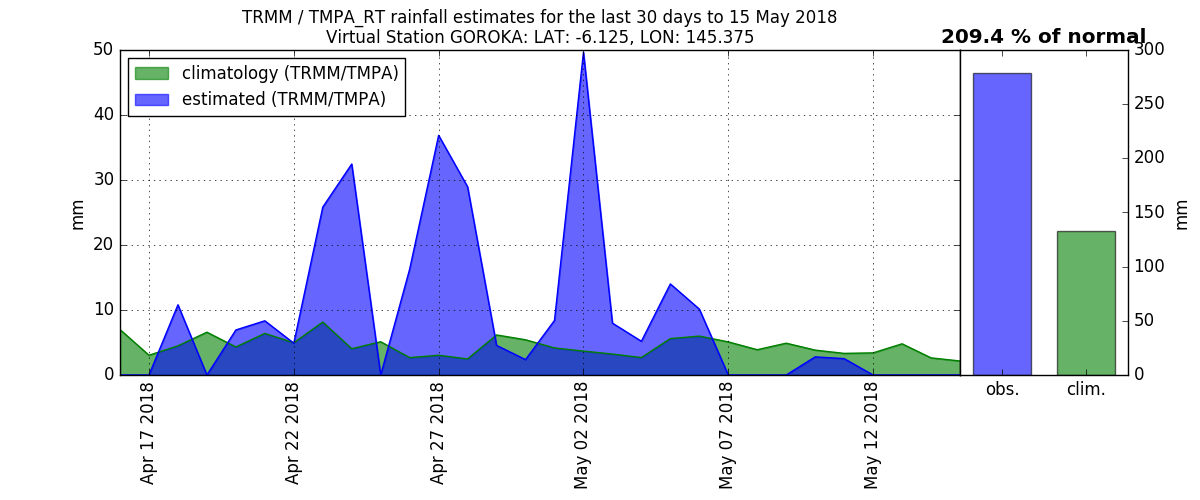 TRMM / TMPA_RT rainfall estimates for the last 30 days to 15 May 2018
Virtual Station GOROKA: LAT: -6.125, LON: 145.375
209.4 % of normal
climatology (TRMM/TMPA)
estimated (TRMM/TMPA)
50
40
30
20
10
0
mm
Apr 17 2018
Apr 22 2018
Apr 27 2018
May 02 2018
May 07 2018
May 12 2018
300
250
200
150
100
50
0
mm
obs.
clim.